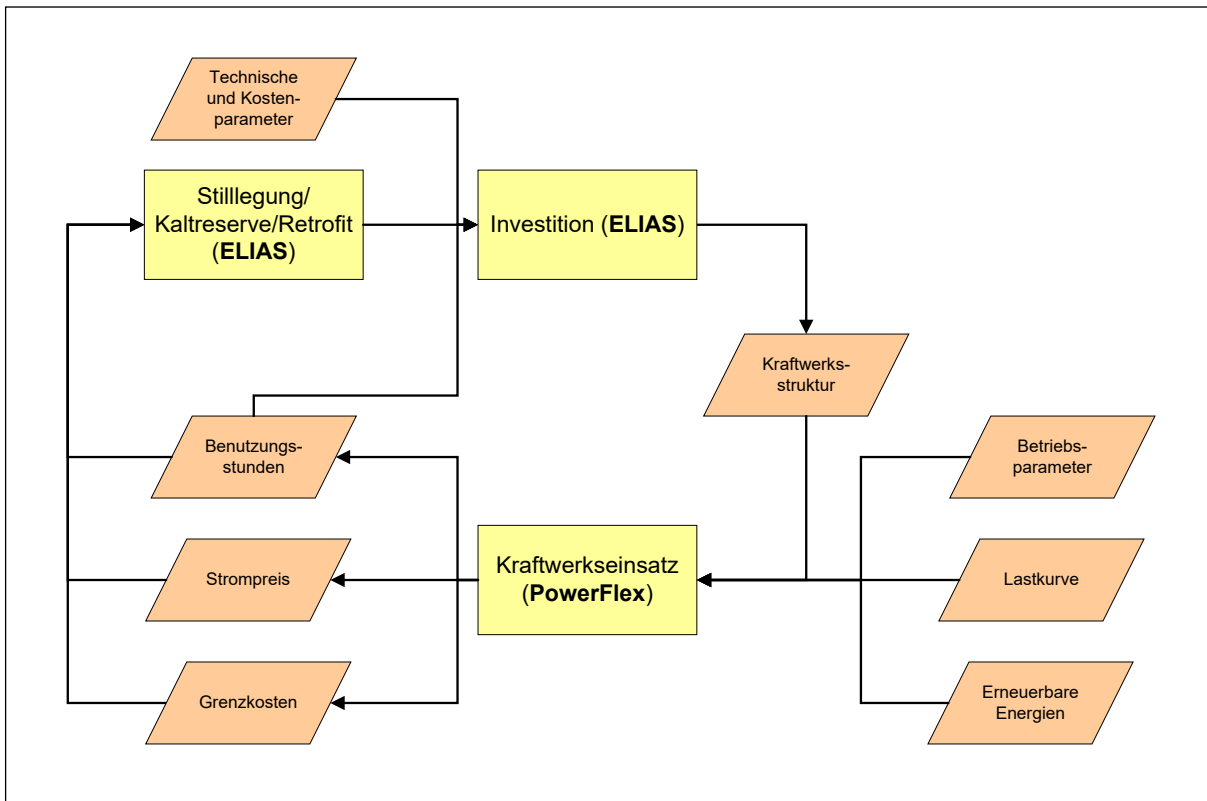 Technische
und Kosten-
parameter
Stilllegung/
Kaltreserve/Retrofit
(ELIAS)
Investition (ELIAS)
Kraftwerks-
struktur
Benutzungs-
stunden
Betriebs-
parameter
Strompreis
Kraftwerkseinsatz
(PowerFlex)
Lastkurve
Grenzkosten
Erneuerbare
Energien